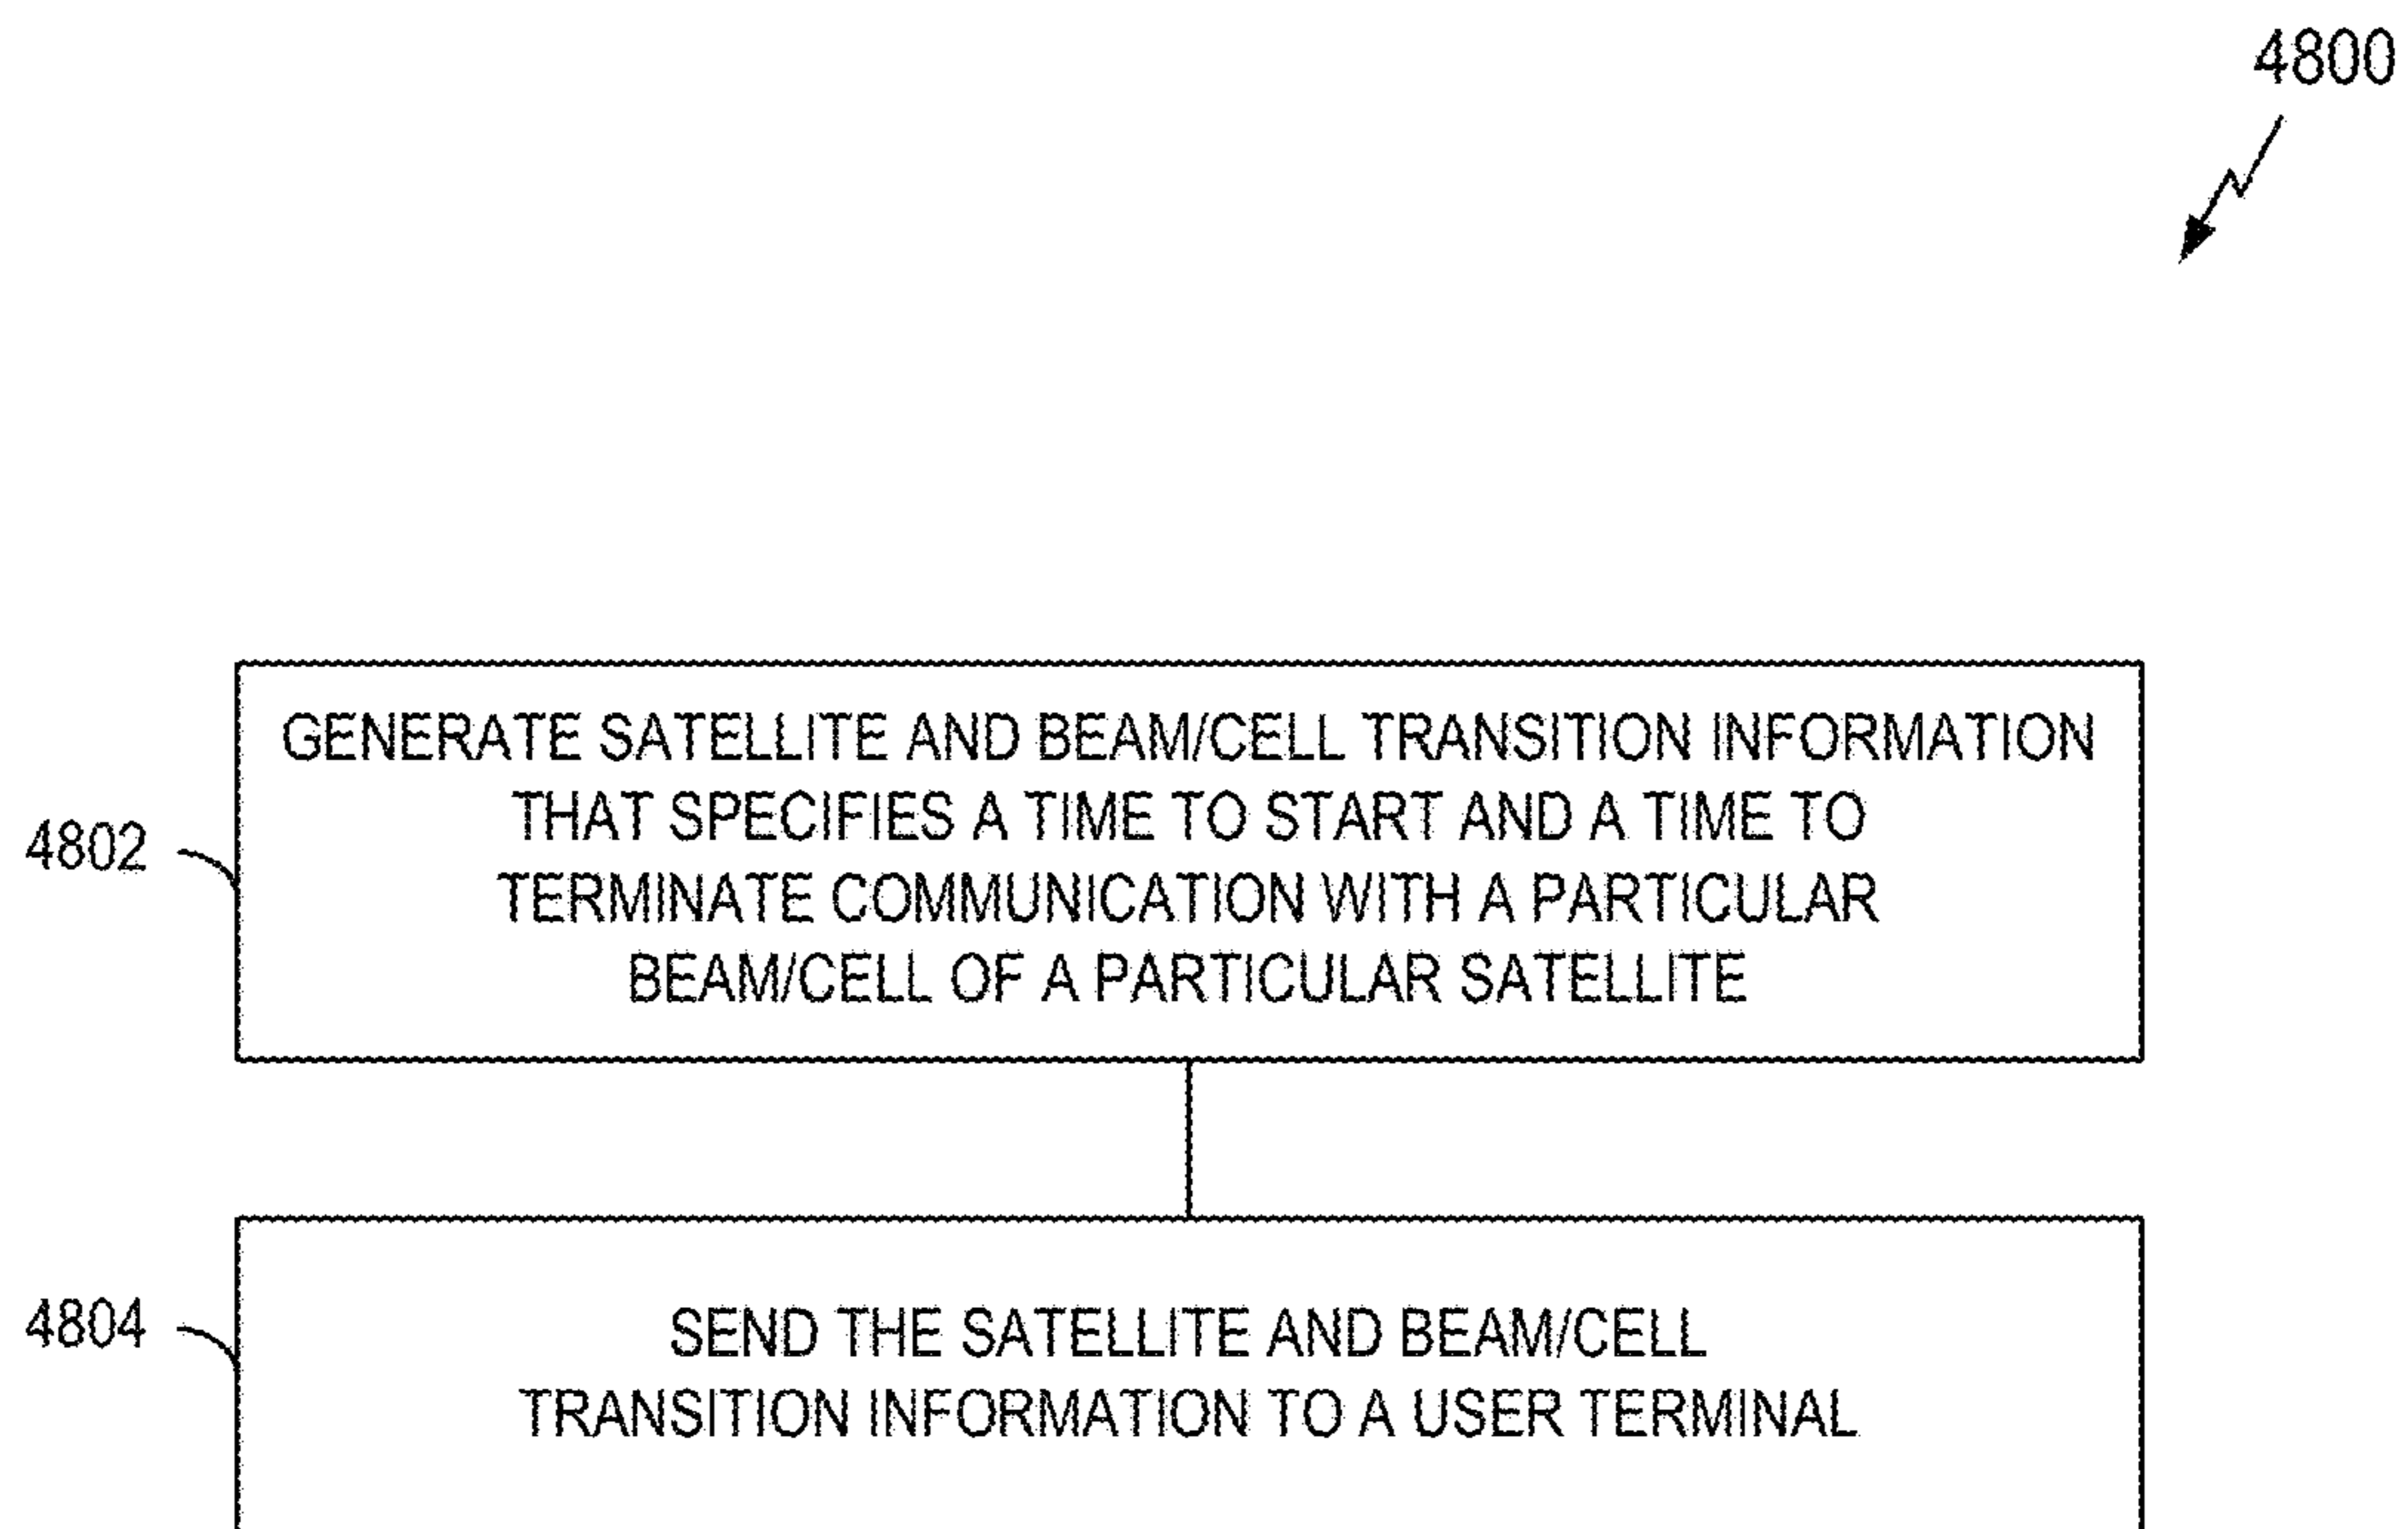 4800
GENERATE SATELLITE AND BEAM/CELL TRANSITION INFORMATION
THAT SPECIFIES A TIME TO START AND A TIME TO
TERMINATE COMMUNICATION WITH A PARTICULAR
BEAM/CELL OF A PARTICULAR SATELLITE
4802
SEND THE SATELLITE AND BEAM/CELL
TRANSITION INFORMATION TO A USER TERMINAL
4804